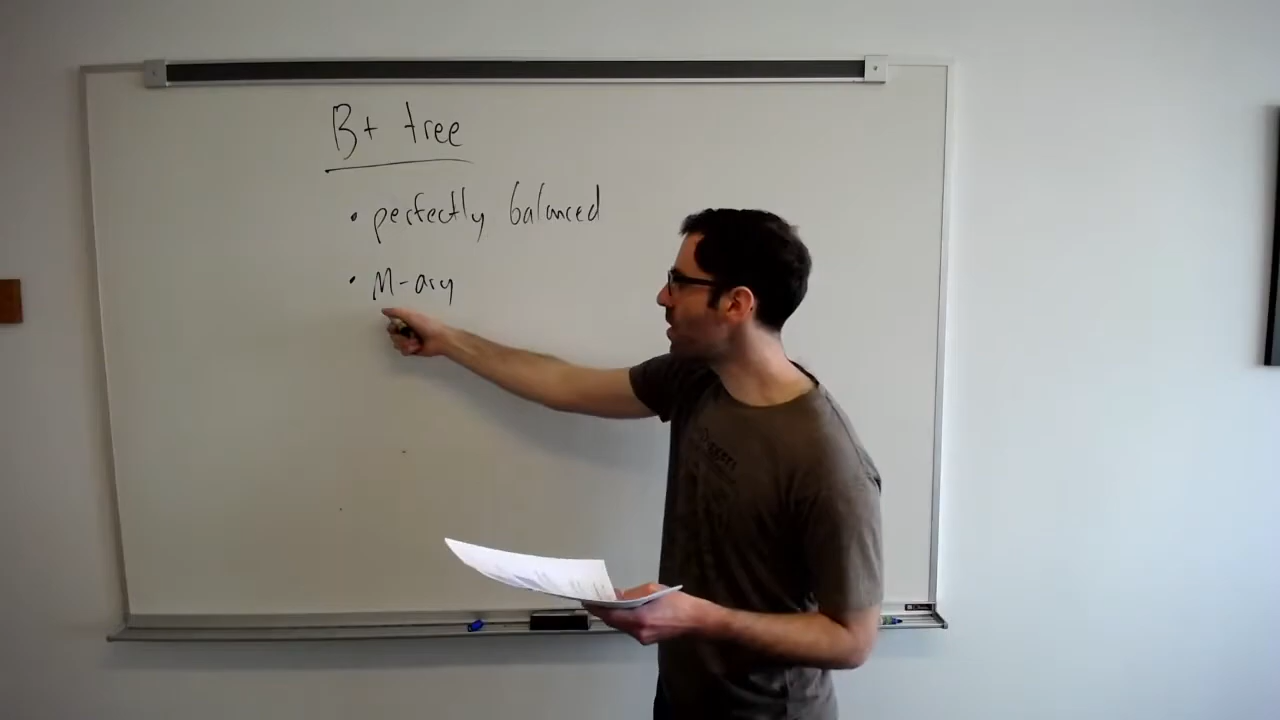 B+ tree
• perfectly balanced
• M-ary